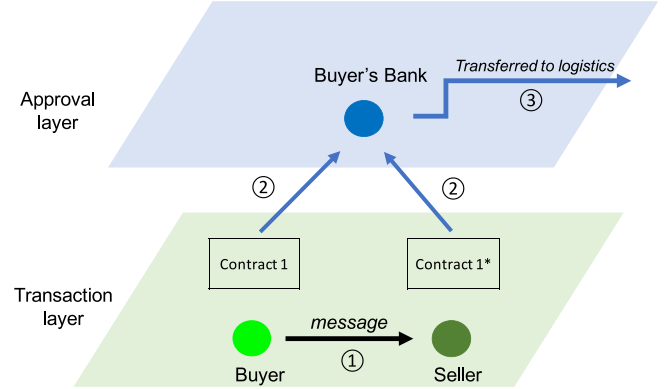 Transferred to logistics
Buyer's Bank
③
Approval
layer
②
②
Contract 1
Contract 1*
Transaction
layer
message
①
Buyer
Seller